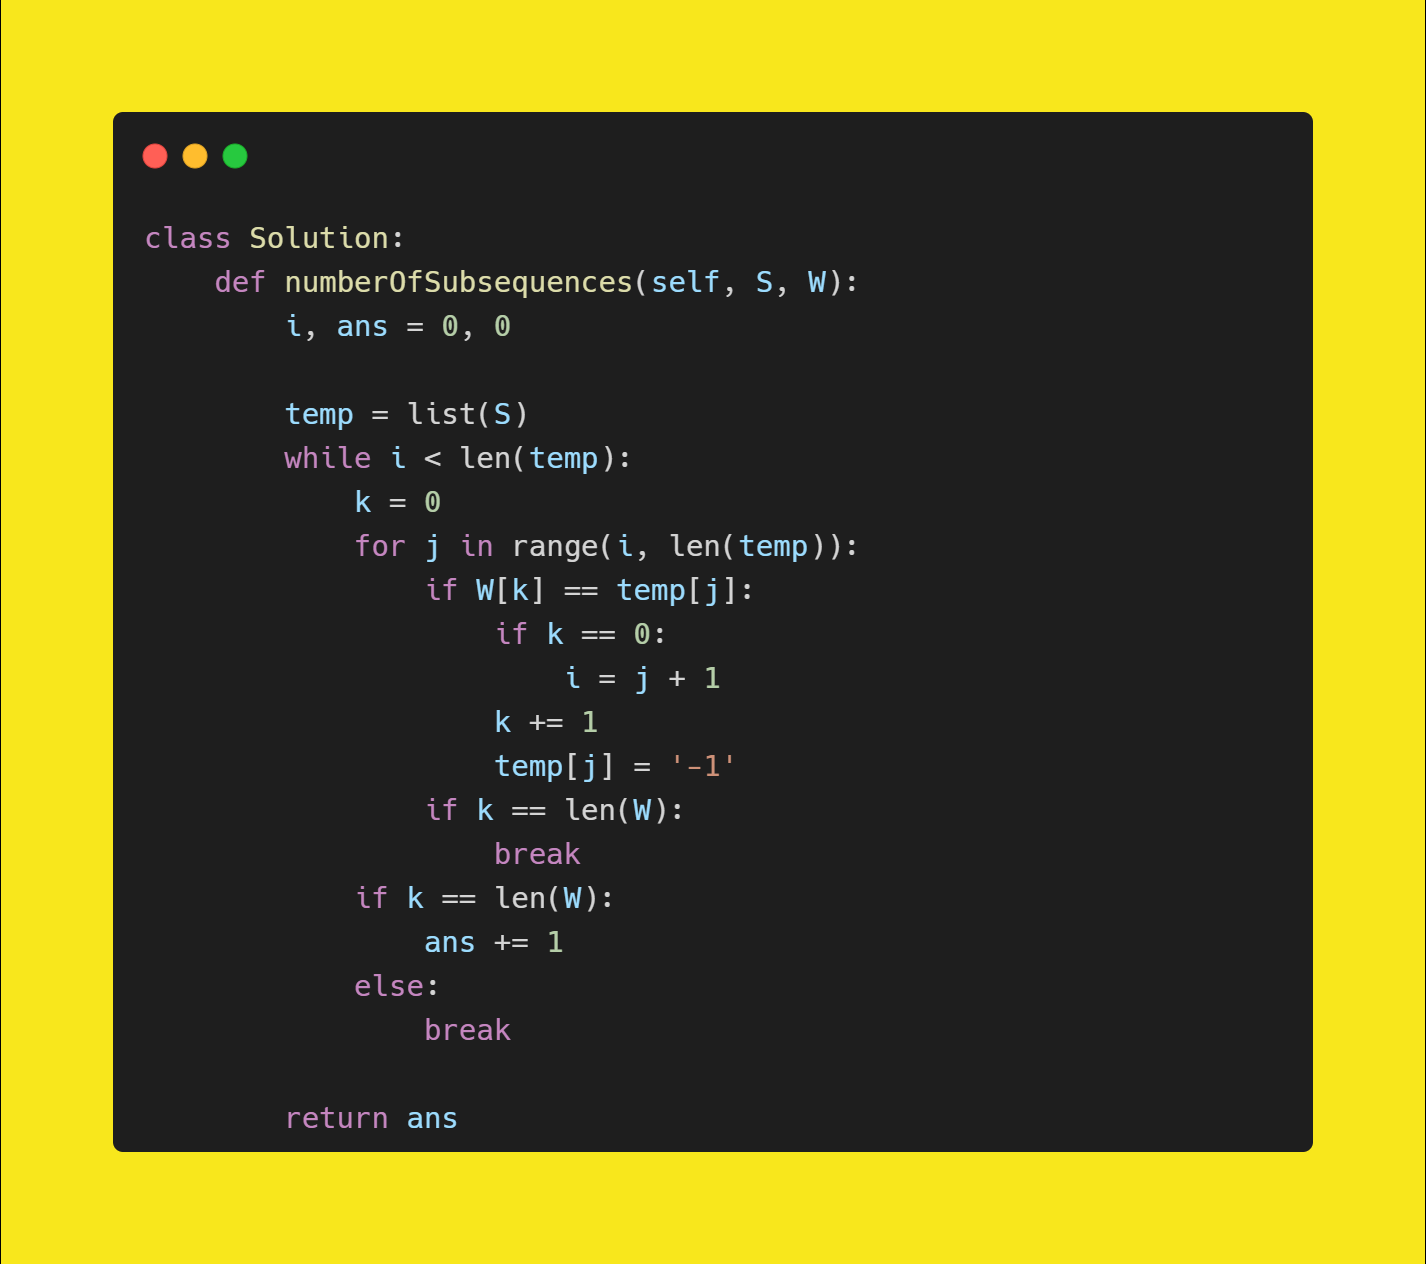 class Solution:
    def numberOfSubsequences(self, S, W):
        i, ans = 0, 0

        temp = list(S)
        while i < len(temp):
            k = 0
            for j in range(i, len(temp)):
                if W[k] == temp[j]:
                    if k == 0:
                        i = j + 1
                    k += 1
                    temp[j] = '-1'
                if k == len(W):
                    break
            if k == len(W):
                ans += 1
            else:
                break

        return ans